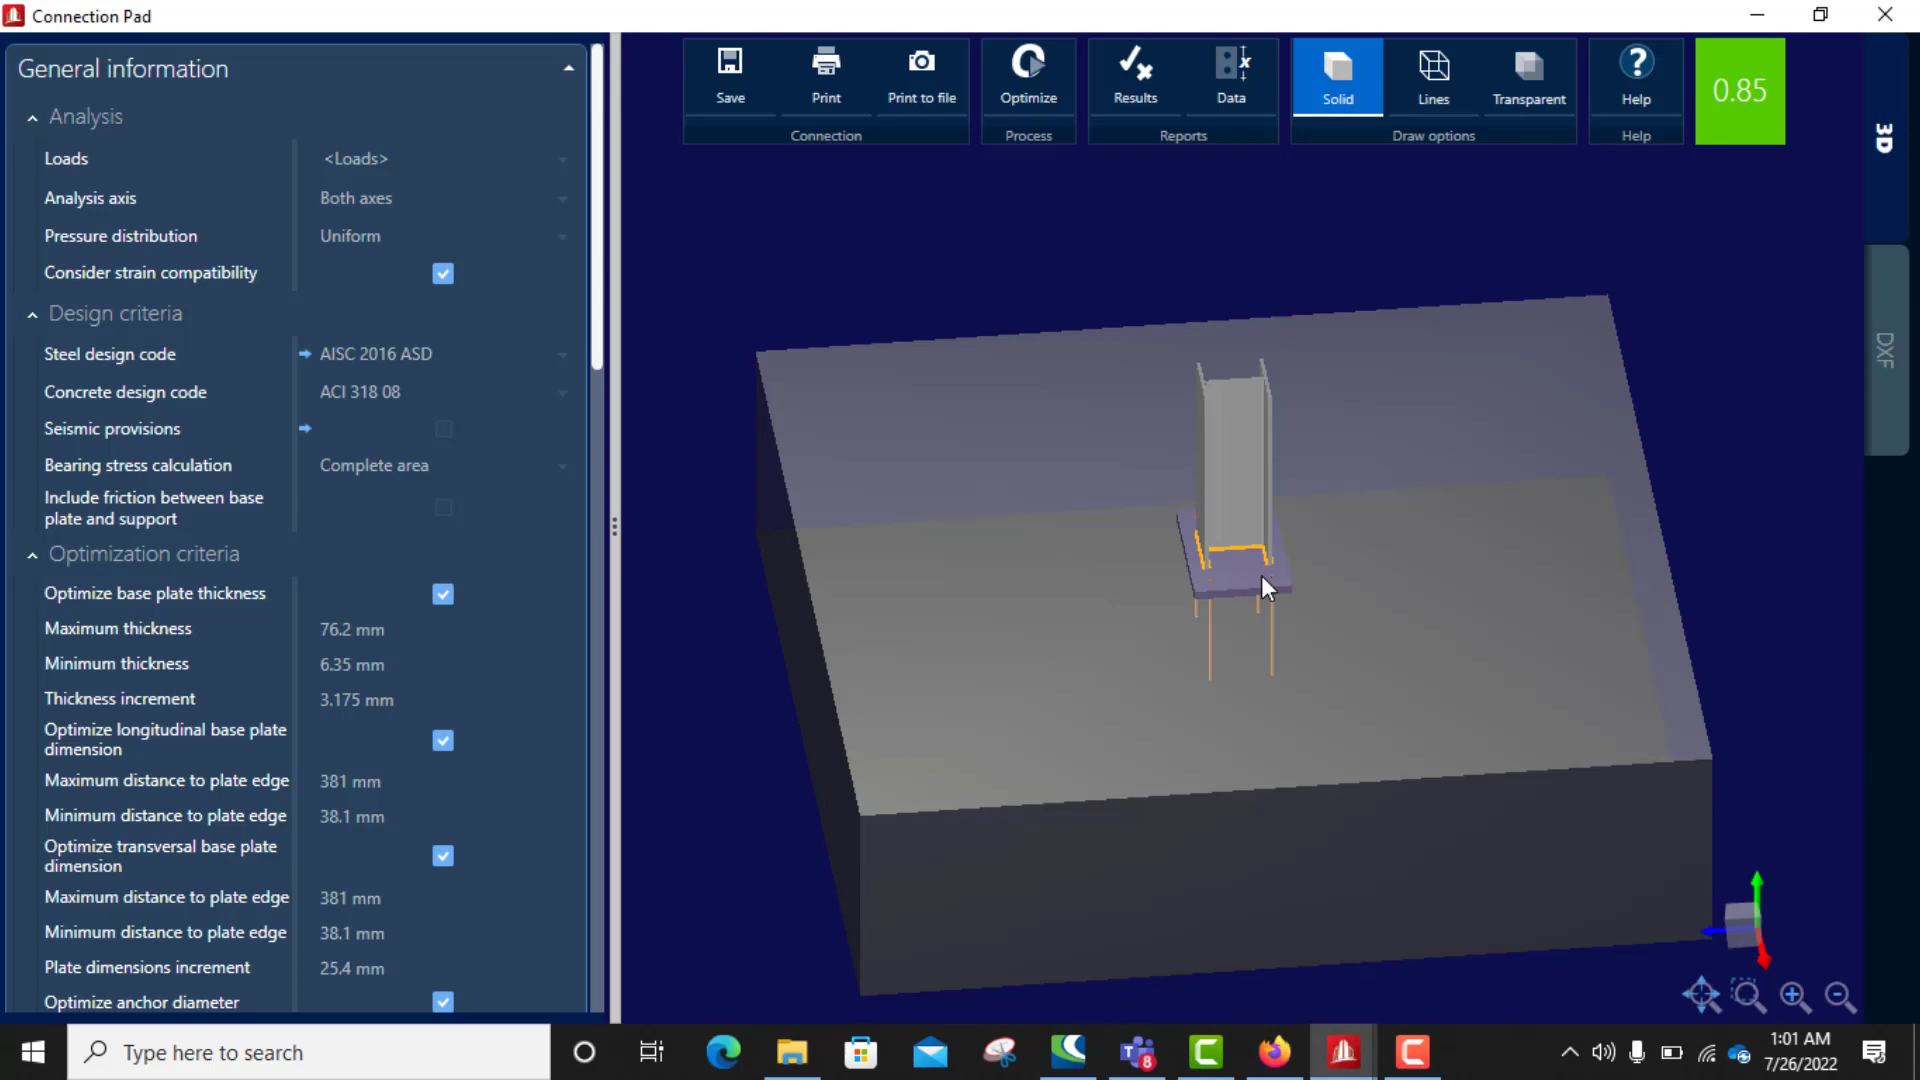 Connection Pad
General information
Analysis
Loads <Loads>
Analysis axis Both axes
Pressure distribution Uniform
Consider strain compatibility
Design criteria
Steel design code AISC 2016 ASD
Concrete design code ACI 318 08
Seismic provisions
Bearing stress calculation Complete area
Include friction between base
plate and support
Optimization criteria
Optimize base plate thickness
Maximum thickness 76.2 mm
Minimum thickness 6.35 mm
Thickness increment 3.175 mm
Optimize longitudinal base plate
dimension
Maximum distance to plate edge 381 mm
Minimum distance to plate edge 38.1 mm
Optimize transversal base plate
dimension
Maximum distance to plate edge 381 mm
Minimum distance to plate edge 38.1 mm
Plate dimensions increment 25.4 mm
Optimize anchor diameter
Save Print Print to file Optimize Results Data Solid Lines Transparent Help
Connection Process Reports Draw options Help
0.85
3D
DXF
Type here to search
8
1:01 AM
7/26/2022